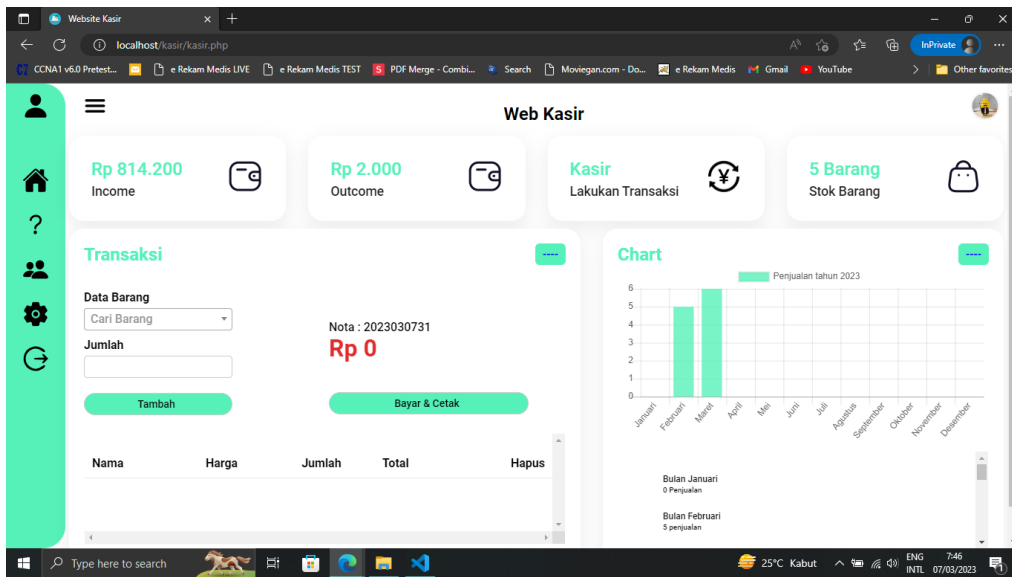 Website Kasir
localhost/kasir/kasir.php
InPrivate
CCNA1 v6.0 Pretest...
e Rekam Medis LIVE
e Rekam Medis TEST
PDF Merge - Combi...
Search
Moviegan.com - Do...
e Rekam Medis
Gmail
YouTube
Other favorites
Web Kasir
Rp 814.200
Income
Rp 2.000
Outcome
Kasir
Lakukan Transaksi
5 Barang
Stok Barang
Transaksi
----
Data Barang
Cari Barang
Jumlah
Tambah
Nota : 2023030731
Rp 0
Bayar & Cetak
Nama Harga Jumlah Total Hapus
Chart
----
Penjualan tahun 2023
6
5
4
3
2
1
0
Januari Februari Maret April Mei Juni Juli Agustus September Oktober November Desember
Bulan Januari
0 Penjualan
Bulan Februari
5 penjualan
Type here to search
25°C Kabut
ENG
INTL
7:46
07/03/2023
1